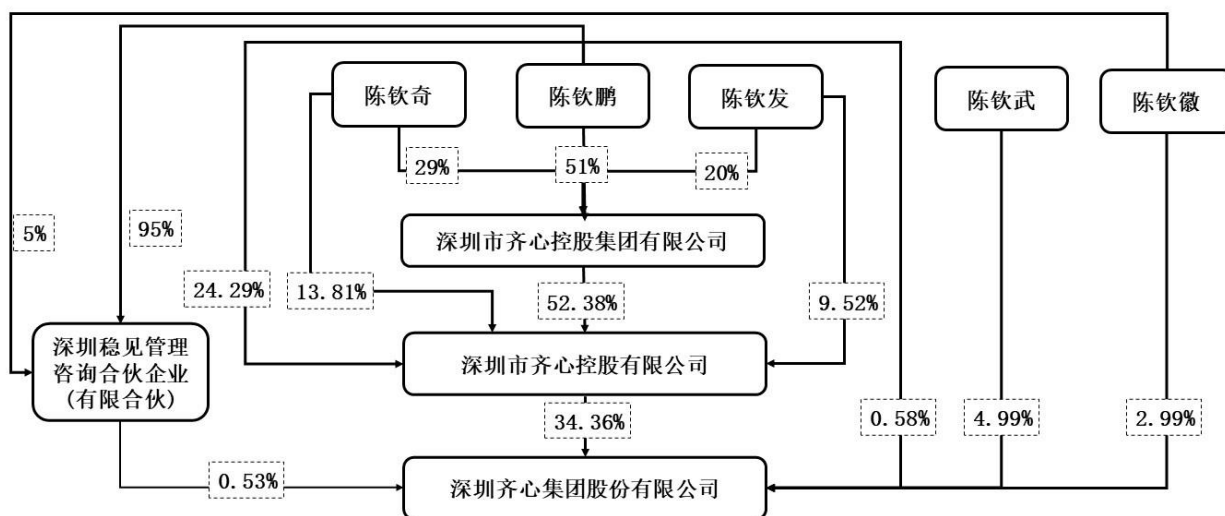 陈钦奇
陈钦鹏
陈钦发
陈钦武
陈钦徽
29%
51%
20%
5%
95%
深圳市齐心控股集团有限公司
24.29%
13.81%
52.38%
9.52%
深圳稳见管理
咨询合伙企业
(有限合伙)
深圳市齐心控股有限公司
34.36%
0.58%
4.99%
2.99%
0.53%
深圳齐心集团股份有限公司